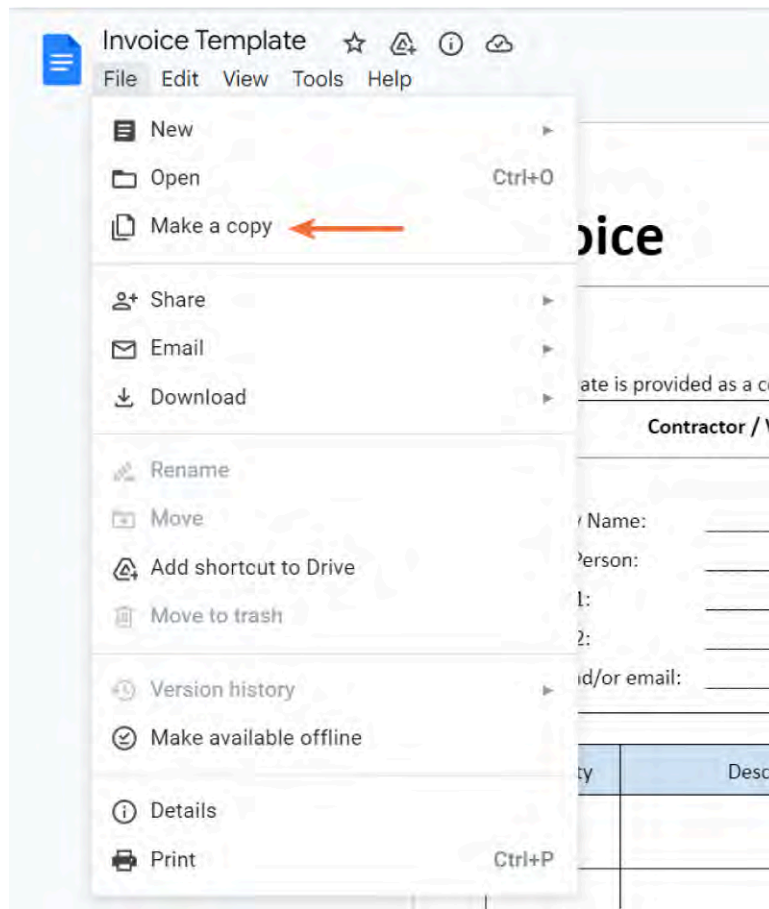 Invoice Template
File Edit View Tools Help
New
Open Ctrl+O
Make a copy
oice
Share
Email
Download
ate is provided as a
Contractor /
Rename
Move
Name:
Person:
Add shortcut to Drive
1:
Move to trash
2:
nd/or email:
Version history
Make available offline
ty Desc
Details
Print Ctrl+P